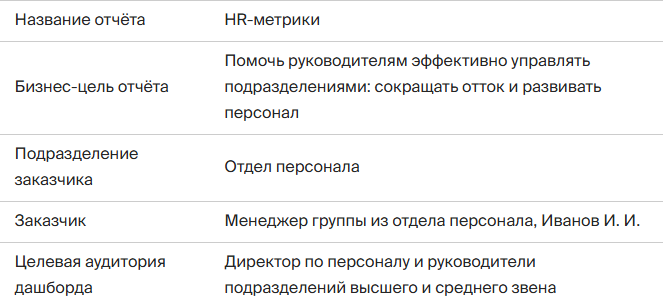 Название отчёта HR-метрики
Бизнес-цель отчёта
Помочь руководителям эффективно управлять
подразделениями: сокращать отток и развивать
персонал
Подразделение
заказчика
Отдел персонала
Заказчик Менеджер группы из отдела персонала, Иванов И. И.
Целевая аудитория
дашборда
Директор по персоналу и руководители
подразделений высшего и среднего звена